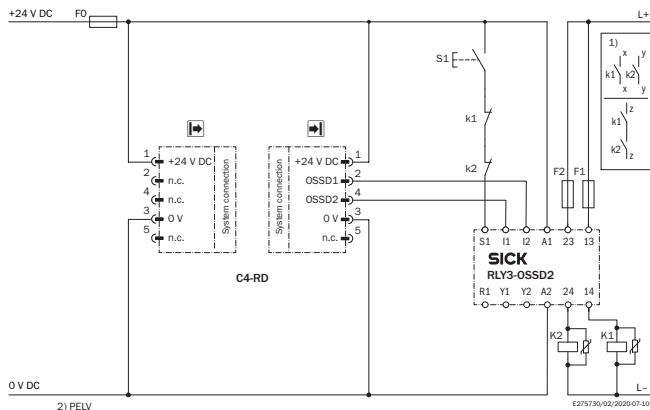 +24 V DC F0 L+
1)
x y
k1 k2
x y
z
k1
k2
z
S1
k1
k2
F2 F1
1 +24 V DC
2 n.c.
4 n.c.
3 0 V
5 n.c.
System connection
System connection
+24 V DC 1
OSSD1 2
OSSD2 4
0 V 3
n.c. 5
C4-RD
S1 I1 I2 A1 23 13
SICK
RLY3-OSSD2
R1 Y1 Y2 A2 24 14
K2 K1
0 V DC L–
2) PELV
E275730/02/2020-07-10